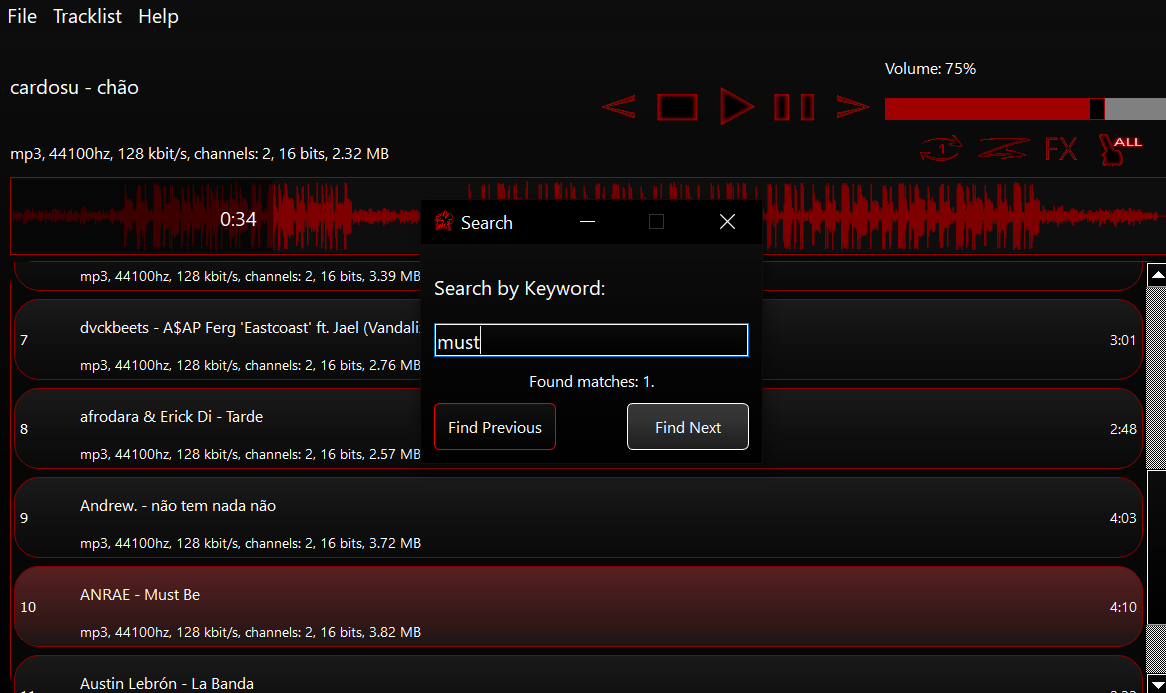 File Tracklist Help
cardosu - chão
Volume: 75%
mp3, 44100hz, 128 kbit/s, channels: 2, 16 bits, 2.32 MB
1 FX ALL
0:34
Search
Search by Keyword:
must
Found matches: 1.
Find Previous Find Next
mp3, 44100hz, 128 kbit/s, channels: 2, 16 bits, 3.39 MB
7 dvckbeets - A$AP Ferg 'Eastcoast' ft. Jael (Vandali 3:01
mp3, 44100hz, 128 kbit/s, channels: 2, 16 bits, 2.76 MB
8 afrodara & Erick Di - Tarde 2:48
mp3, 44100hz, 128 kbit/s, channels: 2, 16 bits, 2.57 MB
9 Andrew. - não tem nada não 4:03
mp3, 44100hz, 128 kbit/s, channels: 2, 16 bits, 3.72 MB
10 ANRAE - Must Be 4:10
mp3, 44100hz, 128 kbit/s, channels: 2, 16 bits, 3.82 MB
Austin Lebrón - La Banda